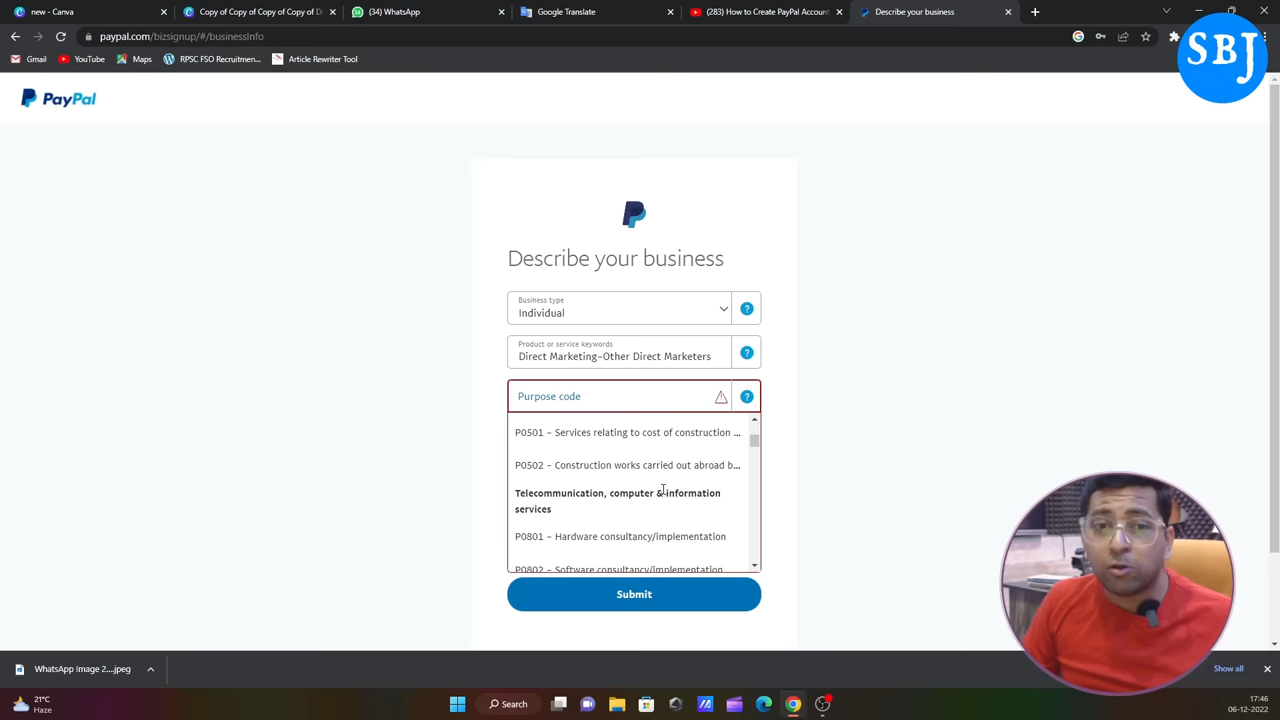 new - Canva
Copy of Copy of Copy of Copy of D
(34) WhatsApp
Google Translate
(283) How to Create PayPal Accou
Describe your business
paypal.com/bizsignup/#/businessInfo
Gmail
YouTube
Maps
RPSC FSO Recruitmen...
Article Rewriter Tool
SBJ
PayPal
Describe your business
Business type
Individual
?
Product or service keywords
Direct Marketing-Other Direct Marketers
?
Purpose code
?
P0501 - Services relating to cost of construction ...
P0502 - Construction works carried out abroad b...
Telecommunication, computer & information
services
P0801 - Hardware consultancy/implementation
P0802 - Software consultancy/implementation
Submit
WhatsApp Image 2....jpeg
Show all
21°C
Haze
Search
17:46
06-12-2022